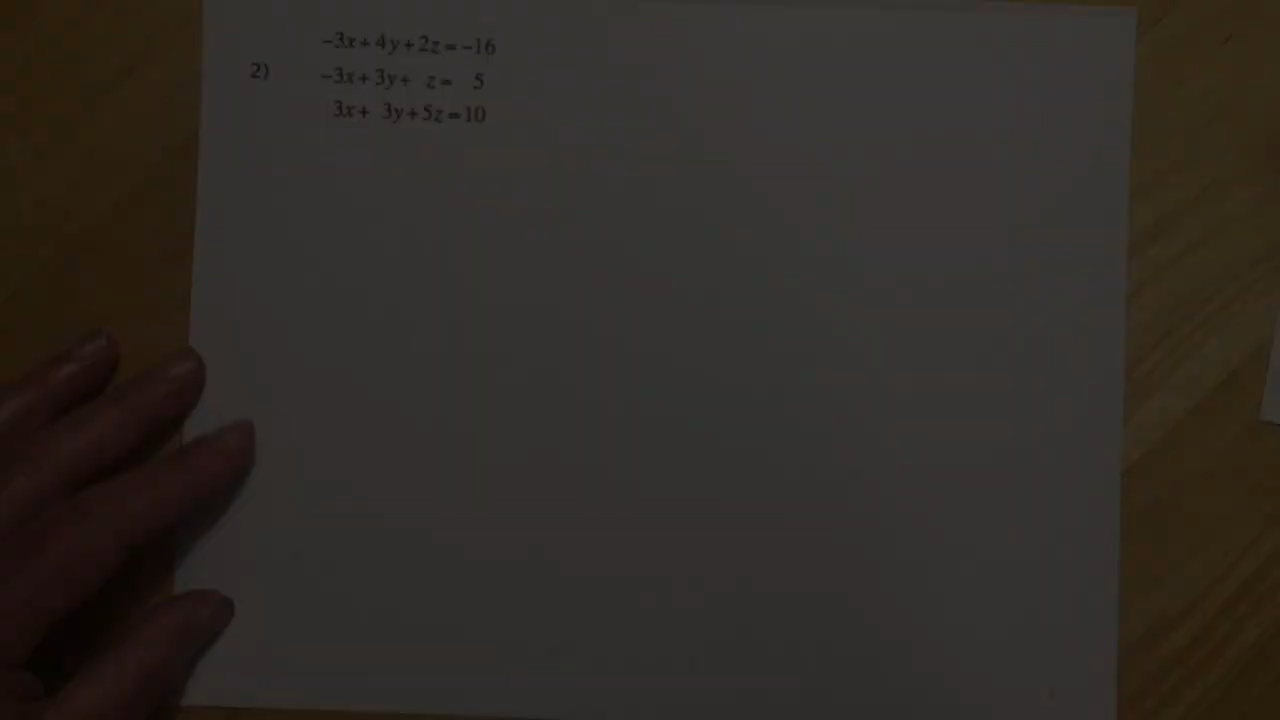 -3x + 4y + 2z = -16
2) -3x + 3y + z = 5
3x + 3y + 5z = 10